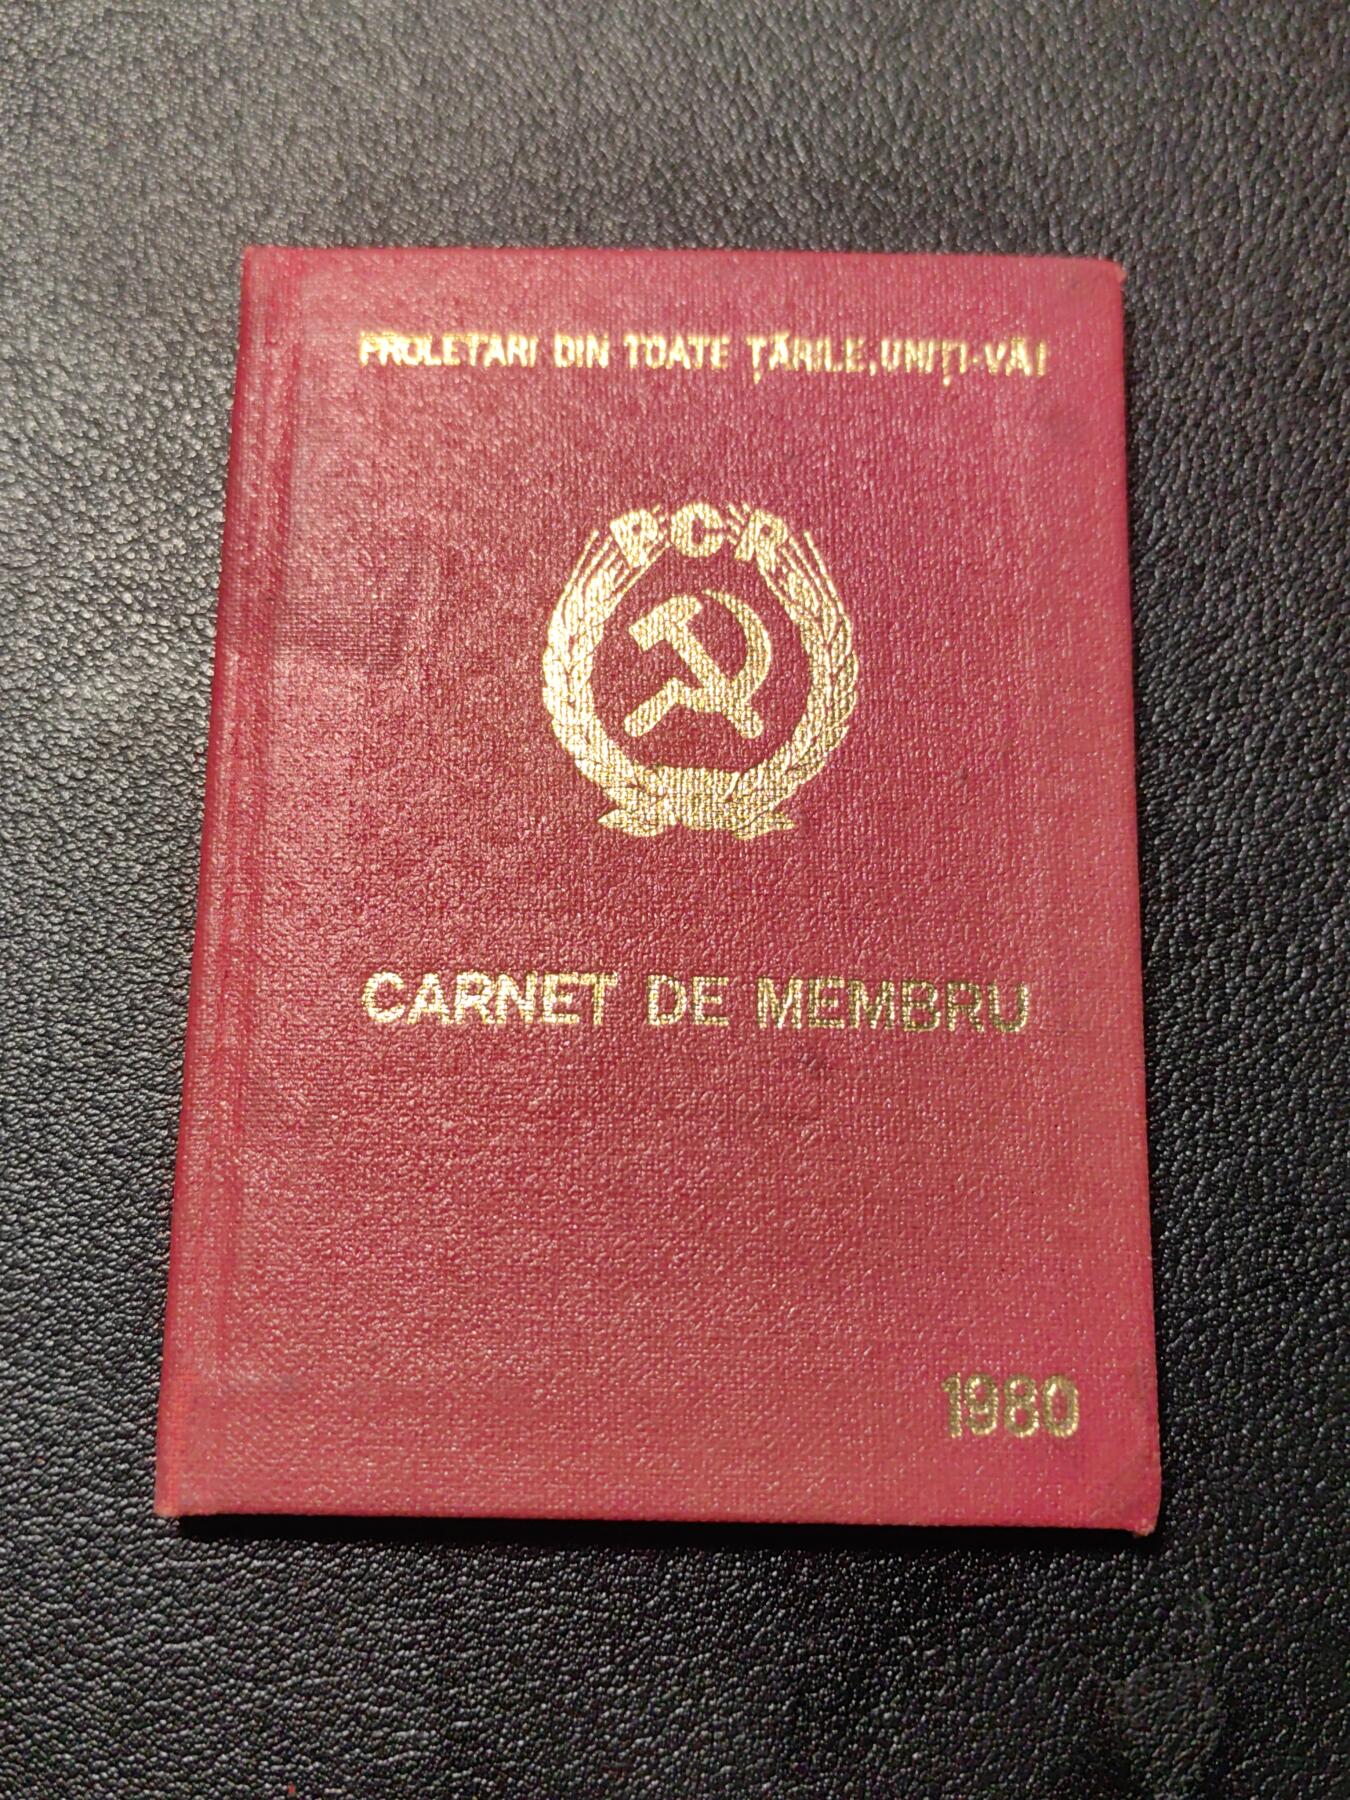 PROLETARI DIN TOATE ȚĂRILE, UNIȚI-VĂ!
PCR
CARNET DE MEMBRU
1980